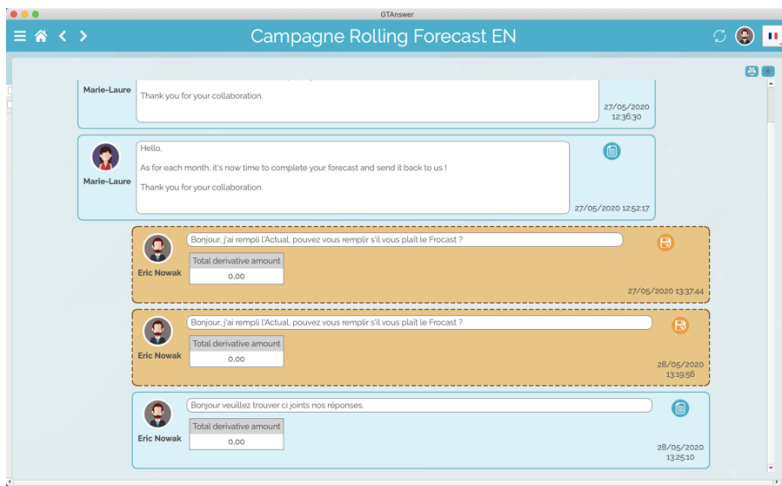 GTAnswer
Campagne Rolling Forecast EN
Marie-Laure
Thank you for your collaboration.
27/05/2020
12:36:30
Hello,
As for each month, it's now time to complete your forecast and send it back to us !
Marie-Laure
Thank you for your collaboration.
27/05/2020 12:52:17
Bonjour, j'ai rempli l'Actual, pouvez vous remplir s'il vous plaît le Frocast ?
Total derivative amount
Eric Nowak
0,00
27/05/2020 13:37:44
Bonjour, j'ai rempli l'Actual, pouvez vous remplir s'il vous plaît le Frocast ?
Total derivative amount
Eric Nowak
0,00
28/05/2020
13:19:56
Bonjour veuillez trouver ci joints nos réponses.
Total derivative amount
Eric Nowak
0,00
28/05/2020
13:25:10